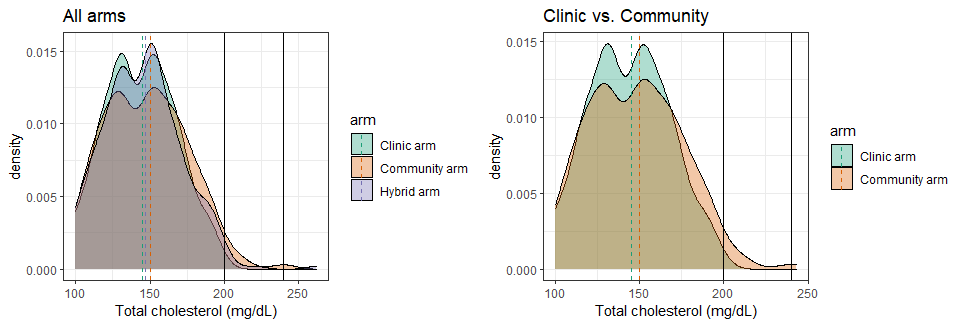 All arms
density
0.015
0.010
0.005
0.000
100
150
200
250
Total cholesterol (mg/dL)
arm
Clinic arm
Community arm
Hybrid arm
Clinic vs. Community
density
0.015
0.010
0.005
0.000
100
150
200
250
Total cholesterol (mg/dL)
arm
Clinic arm
Community arm